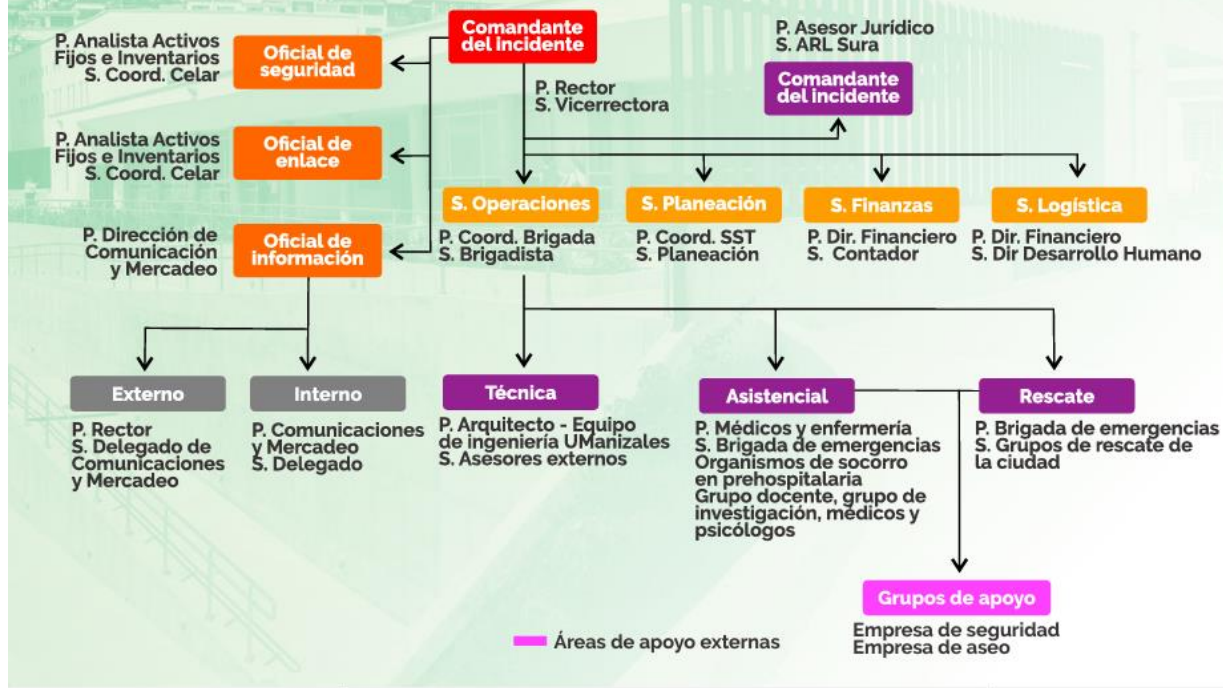 Comandante
del incidente
P. Rector
S. Vicerrectora
P. Analista Activos
Fijos e Inventarios
S. Coord. Celar
Oficial de
seguridad
P. Asesor Jurídico
S. ARL Sura
Comandante
del incidente
P. Analista Activos
Fijos e Inventarios
S. Coord. Celar
Oficial de
enlace
P. Dirección de
Comunicación
y Mercadeo
Oficial de
información
S. Operaciones
P. Coord. Brigada
S. Brigadista
S. Planeación
P. Coord. SST
S. Planeación
S. Finanzas
P. Dir. Financiero
S. Contador
S. Logística
P. Dir. Financiero
S. Dir Desarrollo Humano
Externo
P. Rector
S. Delegado de
Comunicaciones
y Mercadeo
Interno
P. Comunicaciones
y Mercadeo
S. Delegado
Técnica
P. Arquitecto - Equipo
de ingeniería UManizales
S. Asesores externos
Asistencial
P. Médicos y enfermería
S. Brigada de emergencias
Organismos de socorro
en prehospitalaria
Grupo docente, grupo de
investigación, médicos y
psicólogos
Rescate
P. Brigada de emergencias
S. Grupos de rescate de
la ciudad
Grupos de apoyo
Empresa de seguridad
Empresa de aseo
Áreas de apoyo externas